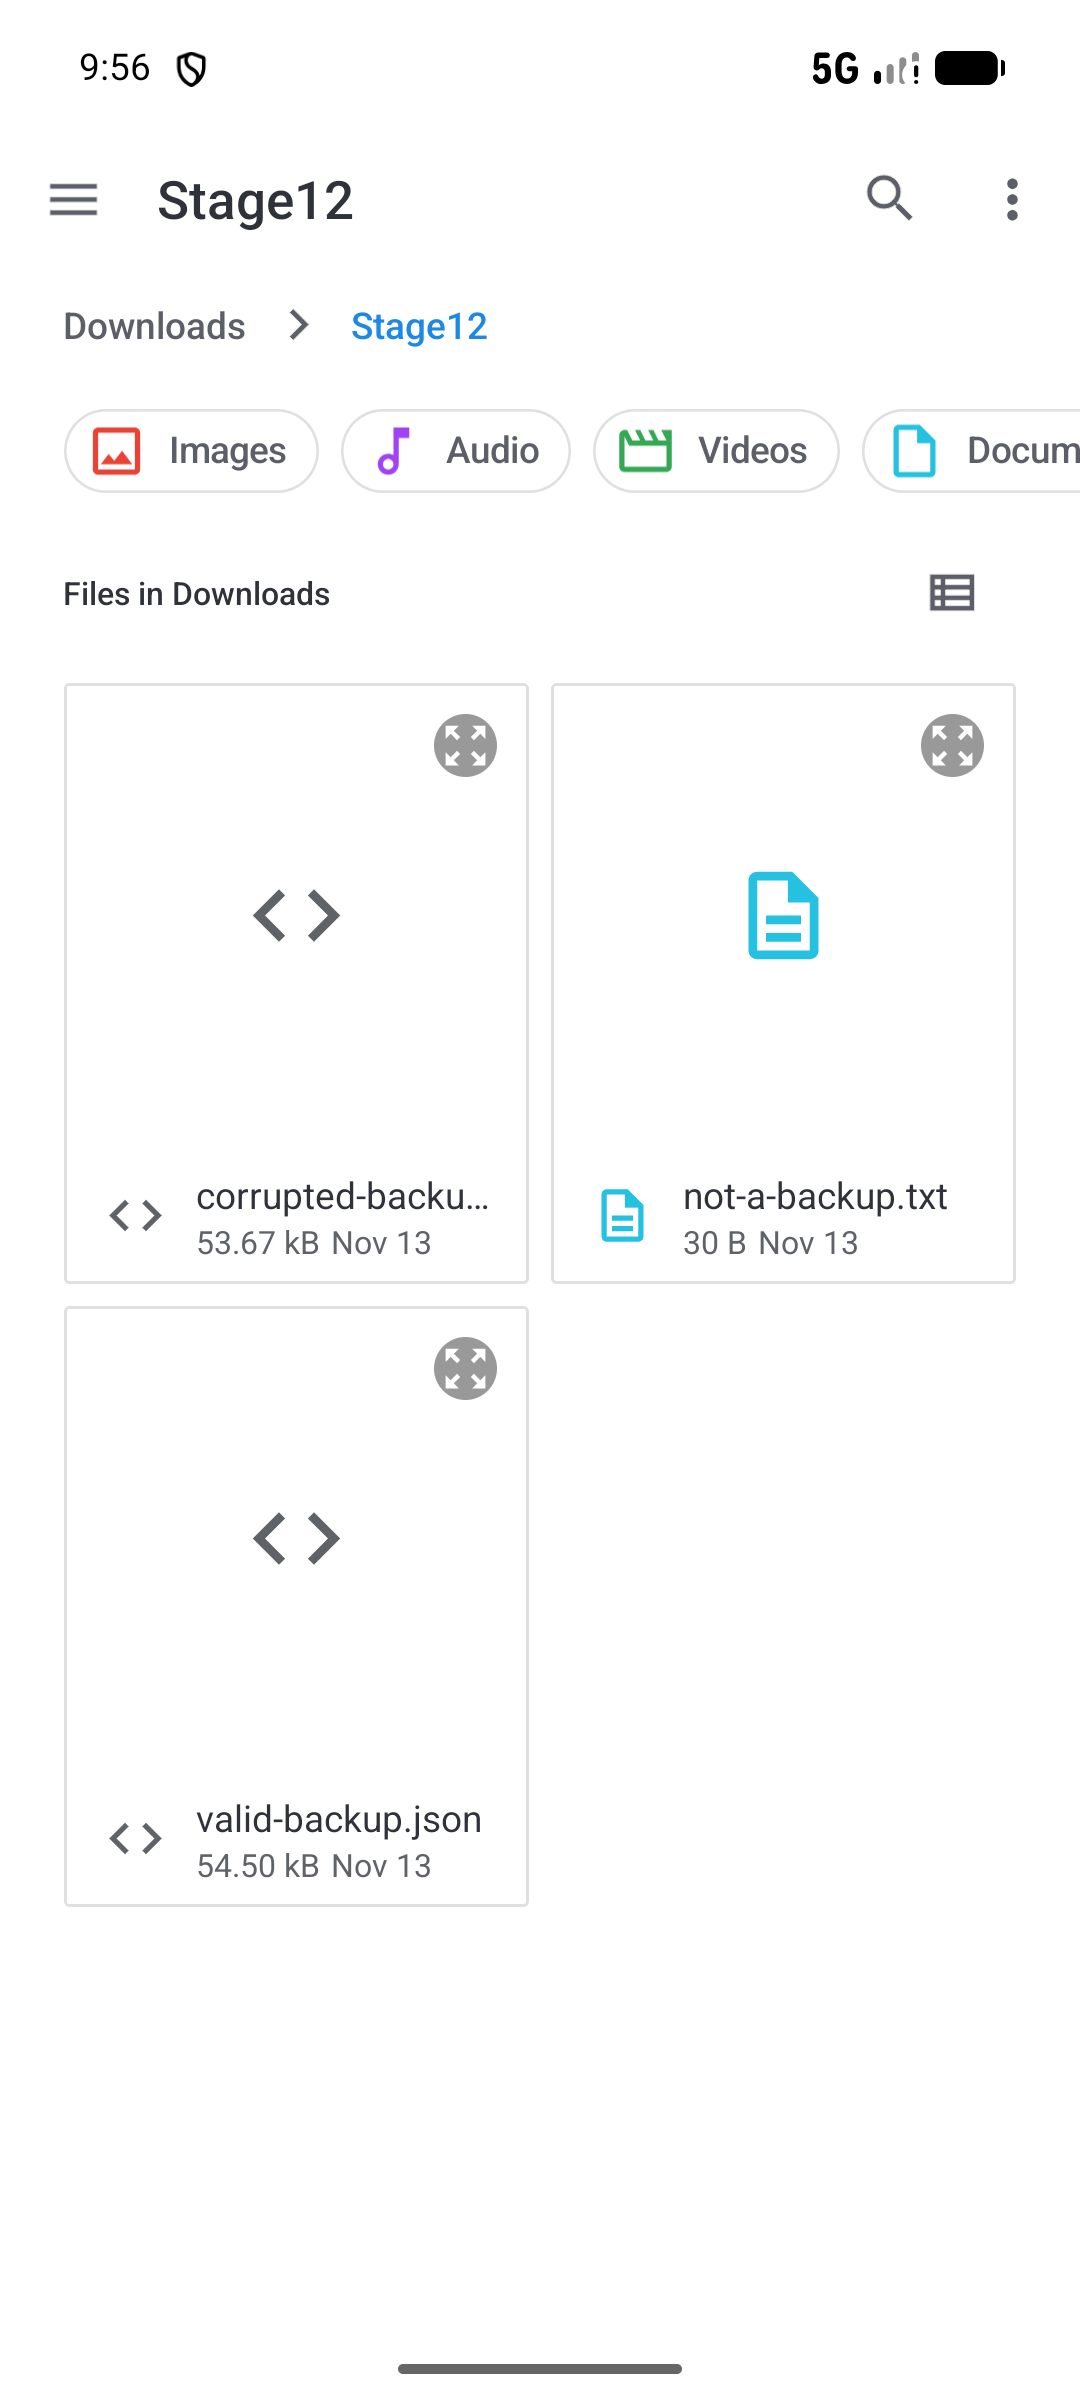 9:56
5G
Stage12
Downloads
Stage12
Images
Audio
Videos
Docum
Files in Downloads
corrupted-backu...
53.67 kB Nov 13
not-a-backup.txt
30 B Nov 13
valid-backup.json
54.50 kB Nov 13